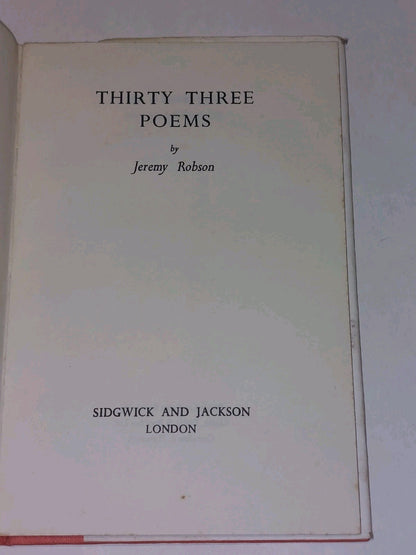 THIRTY THREE
POEMS
by
Jeremy Robson
SIDGWICK AND JACKSON
LONDON